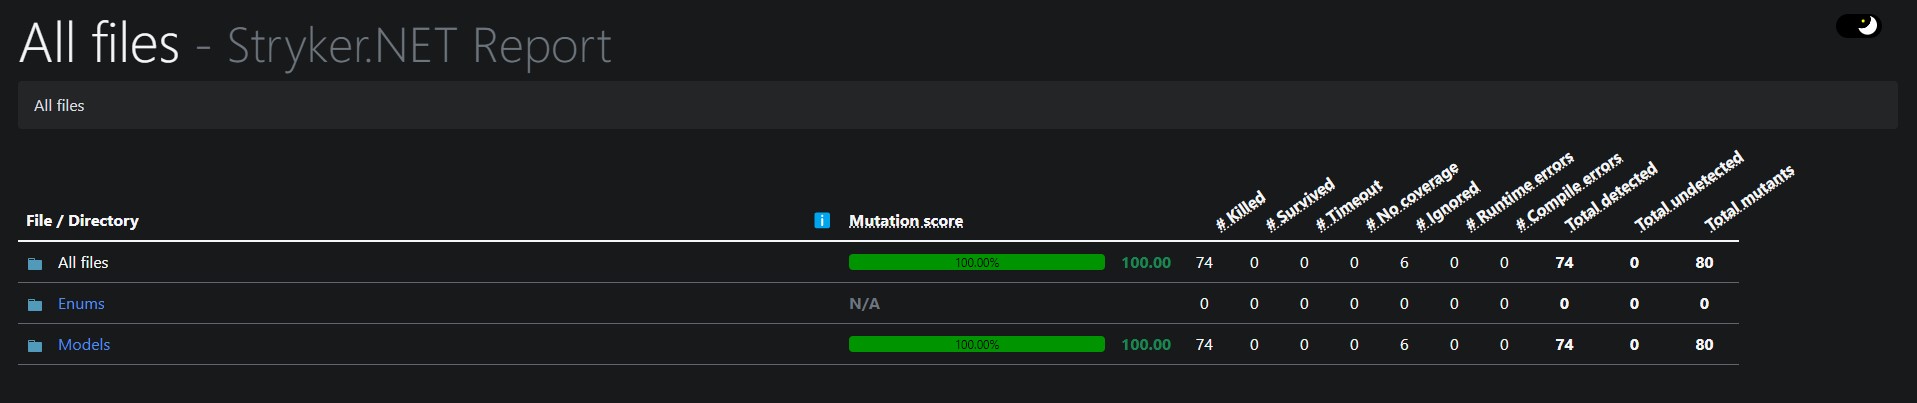 All files - Stryker.NET Report
All files
File / Directory Mutation score # Killed # Survived # Timeout # No coverage # Ignored # Runtime errors # Compile errors Total detected Total undetected Total mutants
All files 100.00% 100.00 74 0 0 0 6 0 0 74 0 80
Enums N/A 0 0 0 0 0 0 0 0 0 0
Models 100.00% 100.00 74 0 0 0 6 0 0 74 0 80